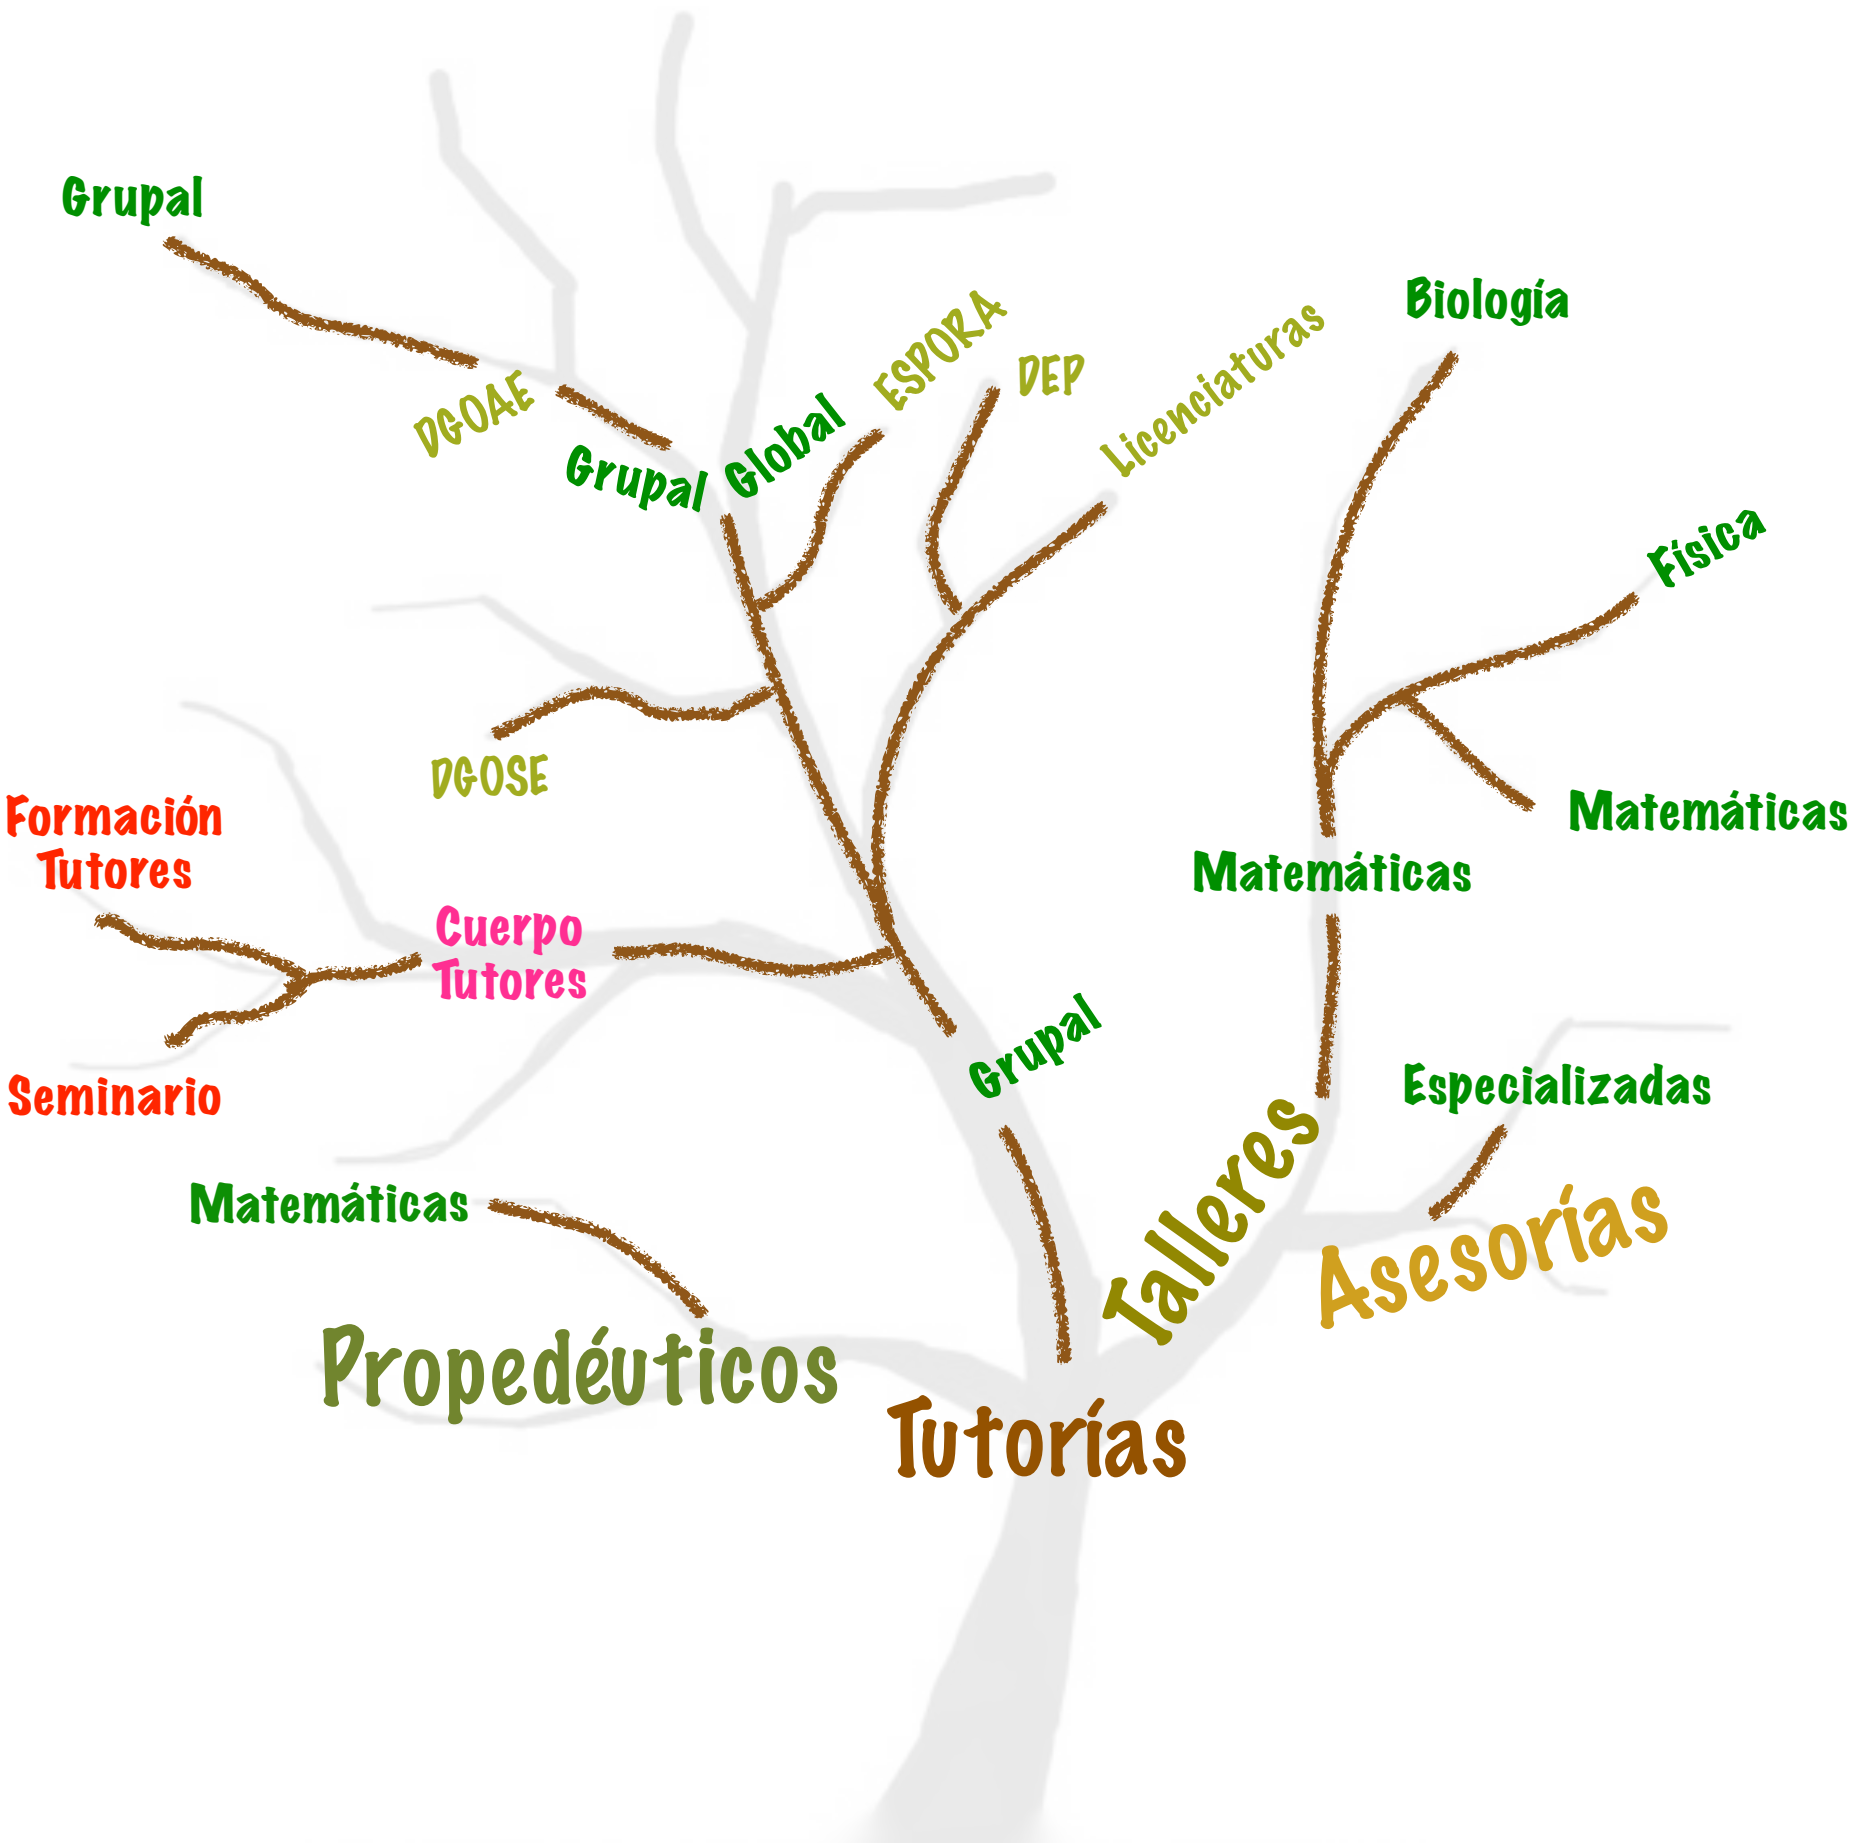 Grupal
Biología
ESPORA
DEP
Licenciaturas
DGOAE
Grupal Global
Física
DGOSE
Formación
Tutores
Matemáticas
Matemáticas
Cuerpo
Tutores
Grupal
Seminario
Especializadas
Matemáticas
Talleres
Asesorías
Propedéuticos
Tutorías